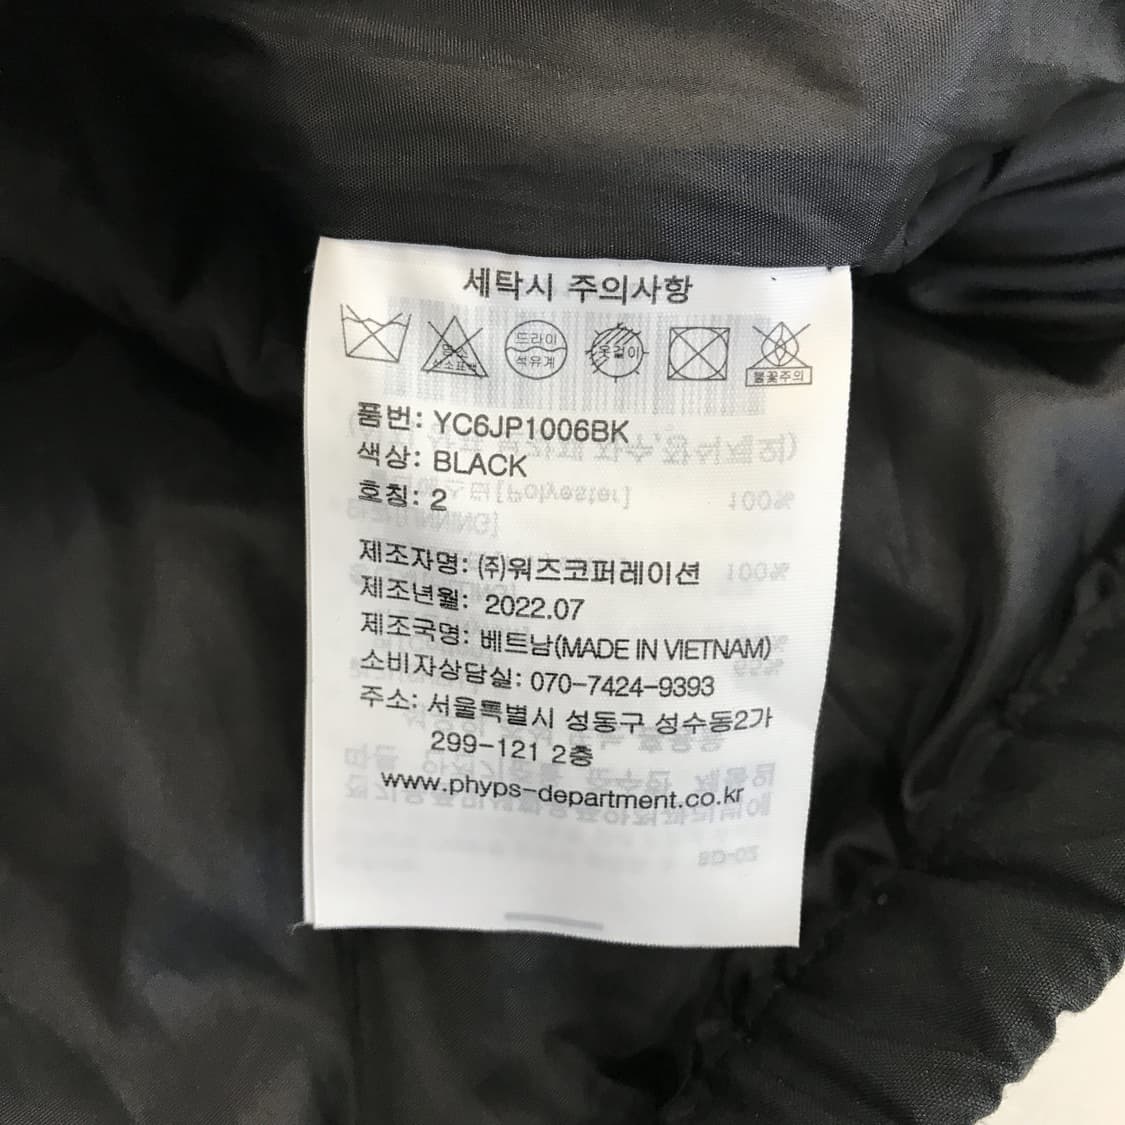 세탁시 주의사항
드라이
석유계
옷걸이
불꽃주의
품번: YC6JP1006BK
색상: BLACK
호칭: 2
제조자명: (주)워즈코퍼레이션
제조년월: 2022.07
제조국명: 베트남(MADE IN VIETNAM)
소비자상담실: 070-7424-9393
주소: 서울특별시 성동구 성수동2가
299-121 2층
www.phyps-department.co.kr